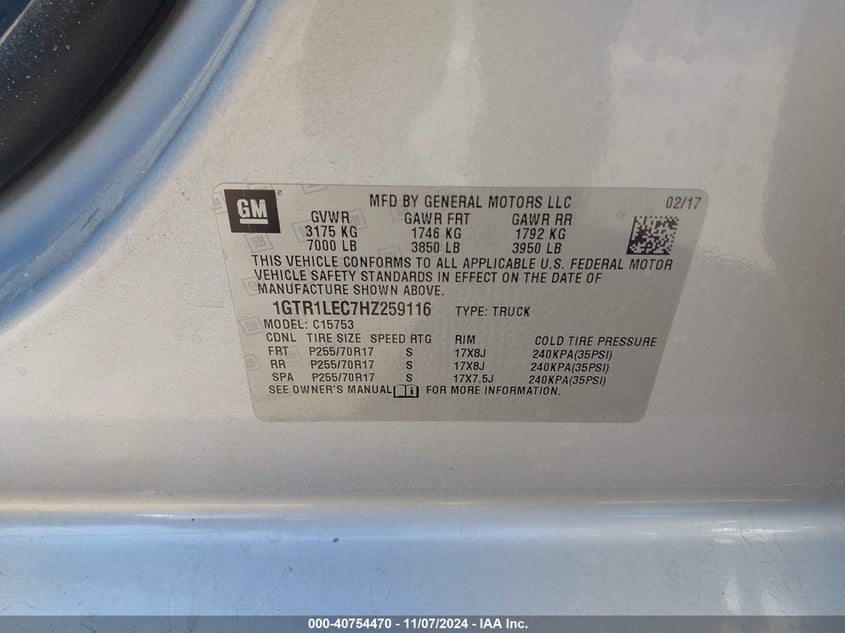 GM
MFD BY GENERAL MOTORS LLC 02/17
GVWR GAWR FRT GAWR RR
3175 KG 1746 KG 1792 KG
7000 LB 3850 LB 3950 LB
THIS VEHICLE CONFORMS TO ALL APPLICABLE U.S. FEDERAL MOTOR
VEHICLE SAFETY STANDARDS IN EFFECT ON THE DATE OF
MANUFACTURE SHOWN ABOVE.
1GTR1LEC7HZ259116 TYPE: TRUCK
MODEL: C15753
CDNL TIRE SIZE SPEED RTG RIM COLD TIRE PRESSURE
FRT P255/70R17 S 17X8J 240KPA(35PSI)
RR P255/70R17 S 17X8J 240KPA(35PSI)
SPA P255/70R17 S 17X7.5J 240KPA(35PSI)
SEE OWNER'S MANUAL FOR MORE INFORMATION.
000-40754470 - 11/07/2024 - IAA Inc.